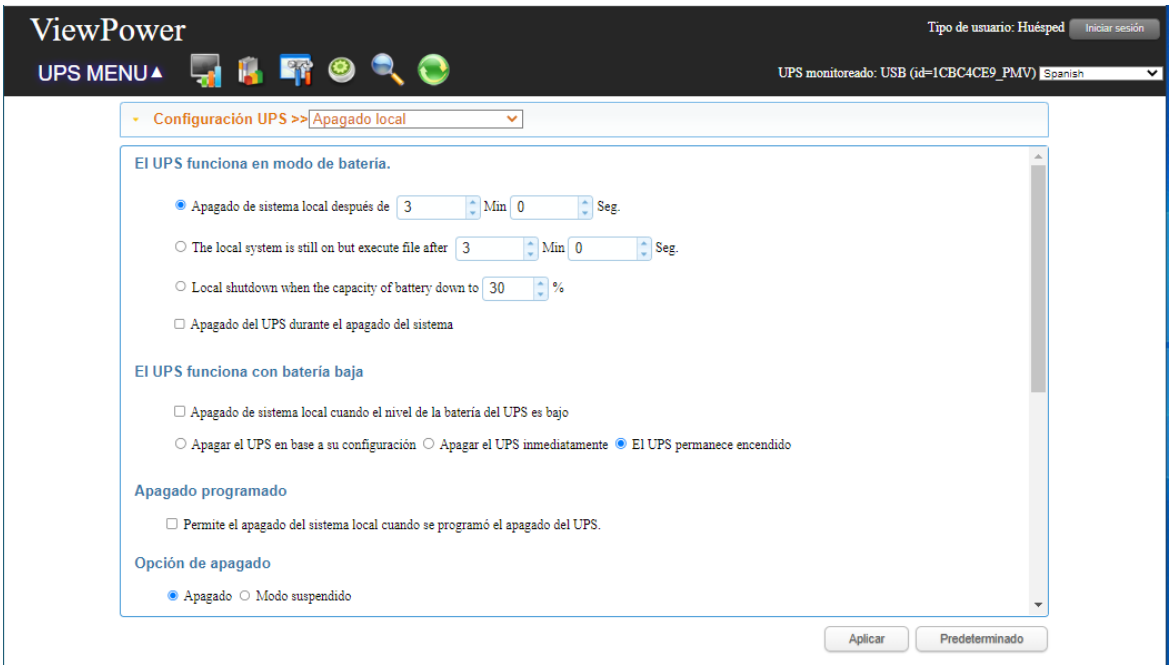 ViewPower
Tipo de usuario: Huésped Iniciar sesión
UPS MENU▲
UPS monitoreado: USB (id=1CBC4CE9_PMV) Spanish
Configuración UPS >> Apagado local
El UPS funciona en modo de batería.
Apagado de sistema local después de 3 Min 0 Seg.
The local system is still on but execute file after 3 Min 0 Seg.
Local shutdown when the capacity of battery down to 30 %
Apagado del UPS durante el apagado del sistema
El UPS funciona con batería baja
Apagado de sistema local cuando el nivel de la batería del UPS es bajo
Apagar el UPS en base a su configuración Apagar el UPS inmediatamente El UPS permanece encendido
Apagado programado
Permite el apagado del sistema local cuando se programó el apagado del UPS.
Opción de apagado
Apagado Modo suspendido
Aplicar Predeterminado